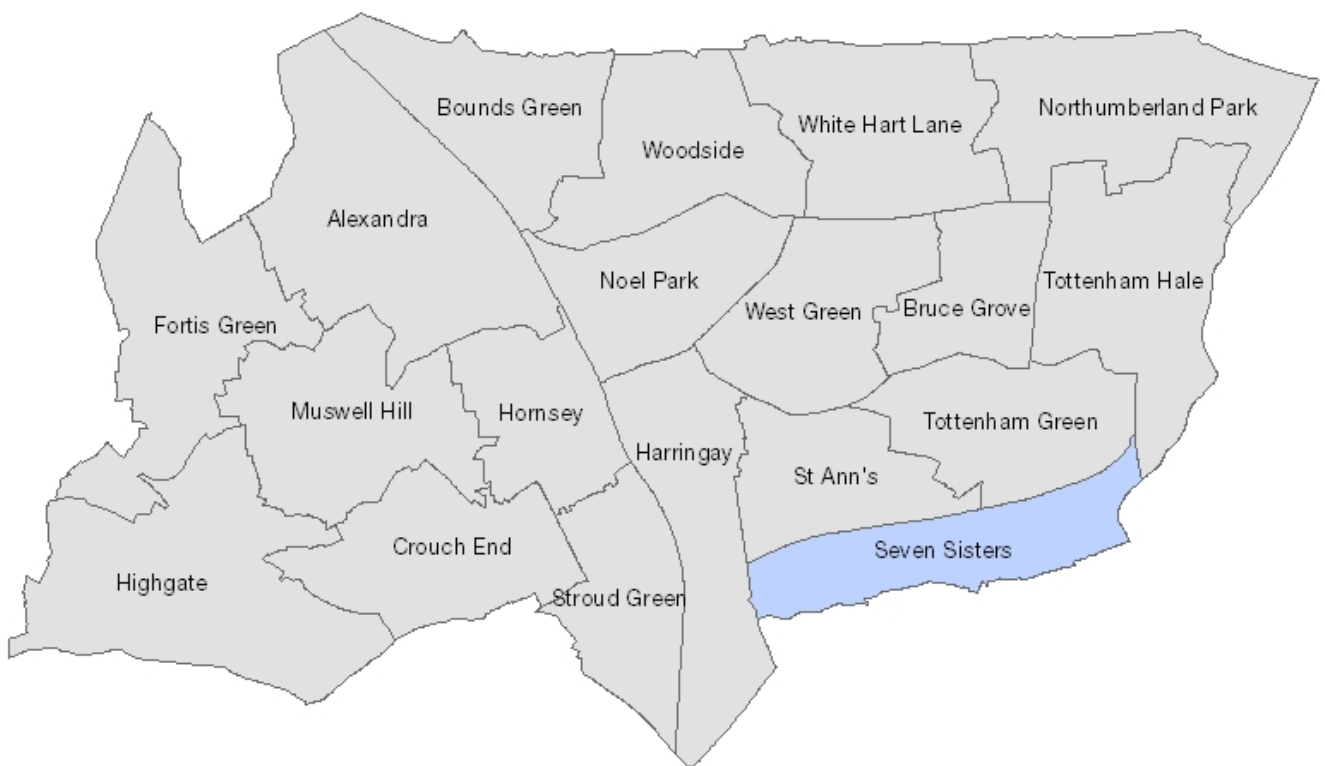 Bounds Green
Northumberland Park
White Hart Lane
Woodside
Alexandra
Noel Park
Tottenham Hale
West Green
Bruce Grove
Fortis Green
Muswell Hill
Hornsey
Tottenham Green
Harringay
St Ann's
Crouch End
Seven Sisters
Highgate
Stroud Green